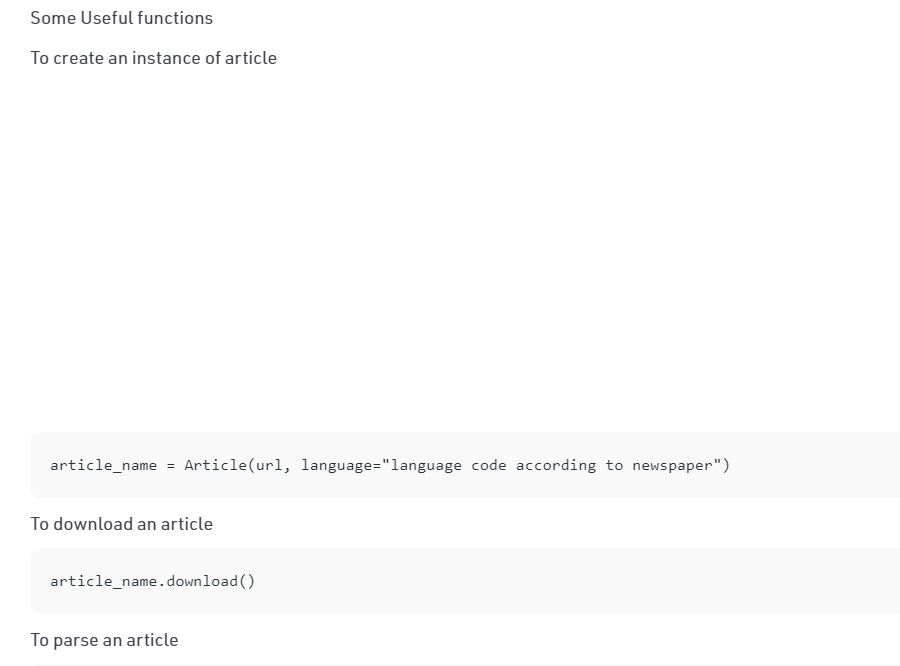 Some Useful functions
To create an instance of article
article_name = Article(url, language="language code according to newspaper")
To download an article
article_name.download()
To parse an article